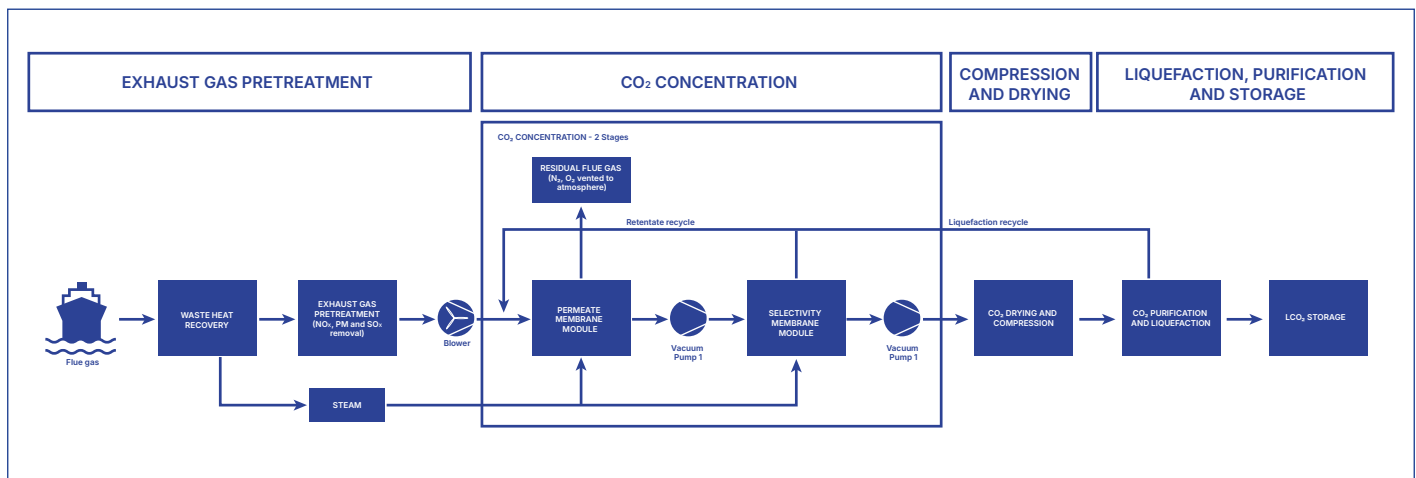 EXHAUST GAS PRETREATMENT
CO₂ CONCENTRATION
COMPRESSION
AND DRYING
LIQUEFACTION, PURIFICATION
AND STORAGE
CO₂ CONCENTRATION - 2 Stages
RESIDUAL FLUE GAS
(N₂, O₂ vented to
atmosphere)
Retentate recycle
Liquefaction recycle
Flue gas
WASTE HEAT
RECOVERY
EXHAUST GAS
PRETREATMENT
(NOₓ, PM and SOₓ
removal)
Blower
PERMEATE
MEMBRANE
MODULE
Vacuum
Pump 1
SELECTIVITY
MEMBRANE
MODULE
Vacuum
Pump 1
CO₂ DRYING AND
COMPRESSION
CO₂ PURIFICATION
AND LIQUEFACTION
LCO₂ STORAGE
STEAM